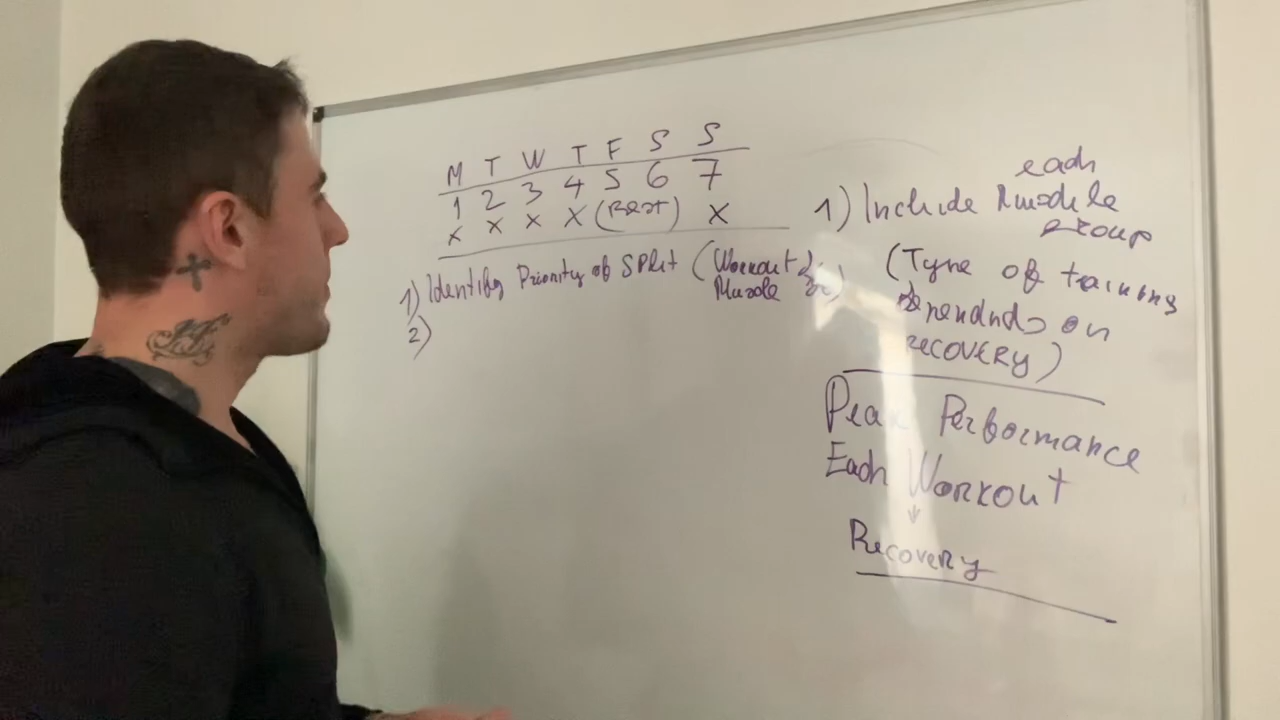 M T W T F S S
1 2 3 4 5 6 7
x x x x (Rest) x
1) Identify Priority of Split (Workout
Muscle
2)
each
1) Include Muscle
group
(Type of training
depends on
RECOVERY)
Peak Performance
Each Workout
↓
Recovery